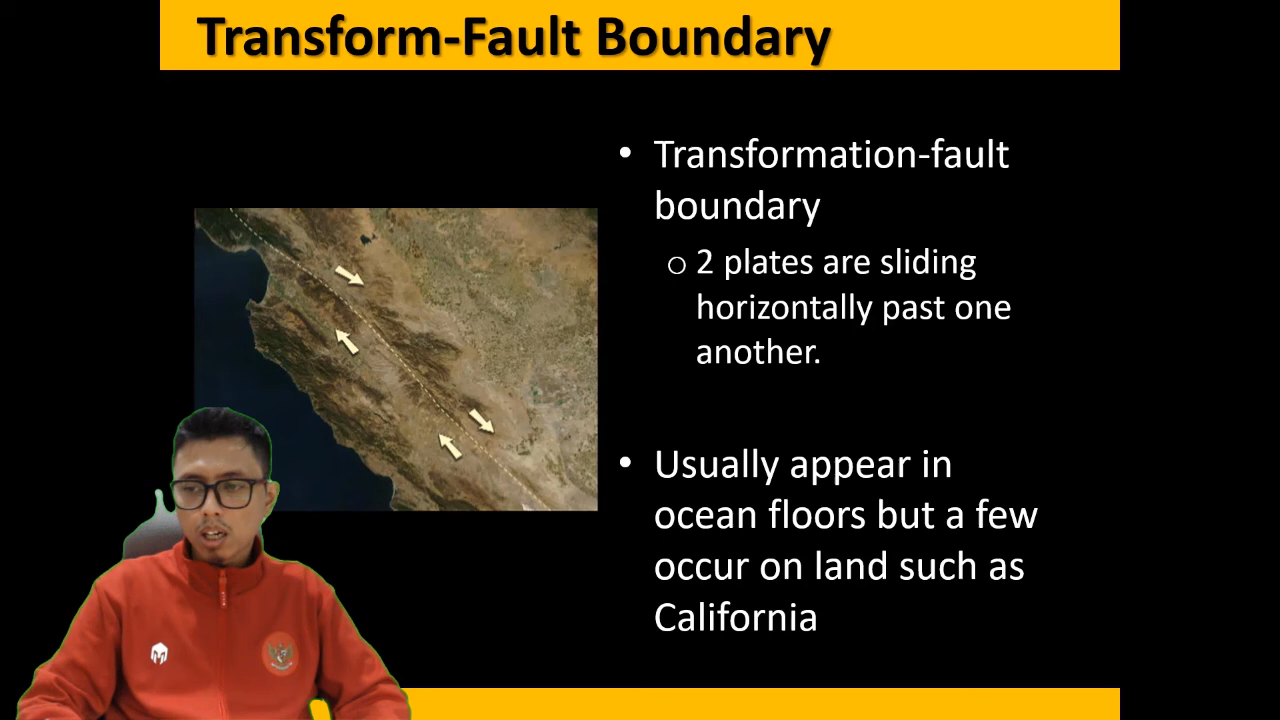 Transform-Fault Boundary
• Transformation-fault
boundary
o 2 plates are sliding
horizontally past one
another.
• Usually appear in
ocean floors but a few
occur on land such as
California